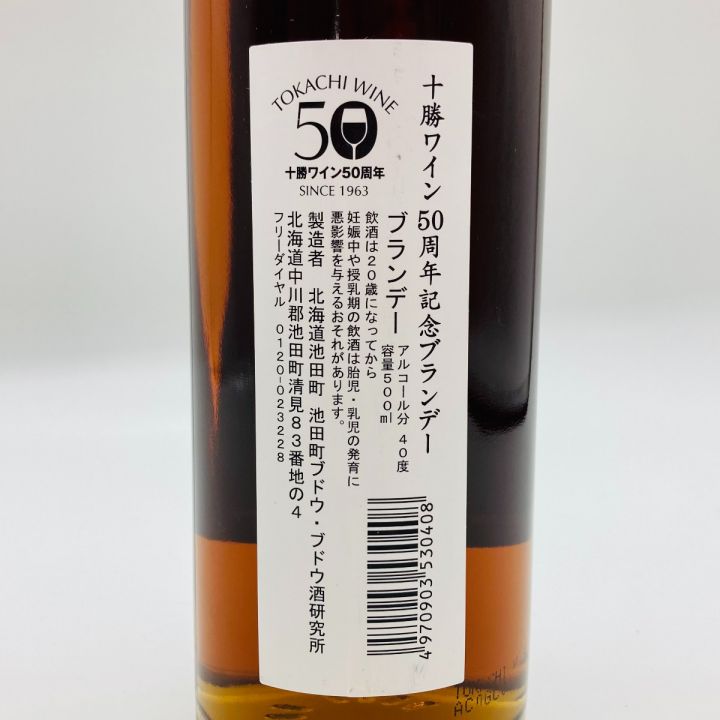 十勝ワイン50周年記念ブランデー
ブランデー
アルコール分 40度
容量500ml
飲酒は20歳になってから
妊娠中や授乳期の飲酒は胎児・乳児の発育に
悪影響を与えるおそれがあります。
TOKACHI WINE
50
十勝ワイン50周年
SINCE 1963
製造者 北海道池田町 池田町ブドウ・ブドウ酒研究所
北海道中川郡池田町清見83番地の4
フリーダイヤル 0120-023228
4970903530408